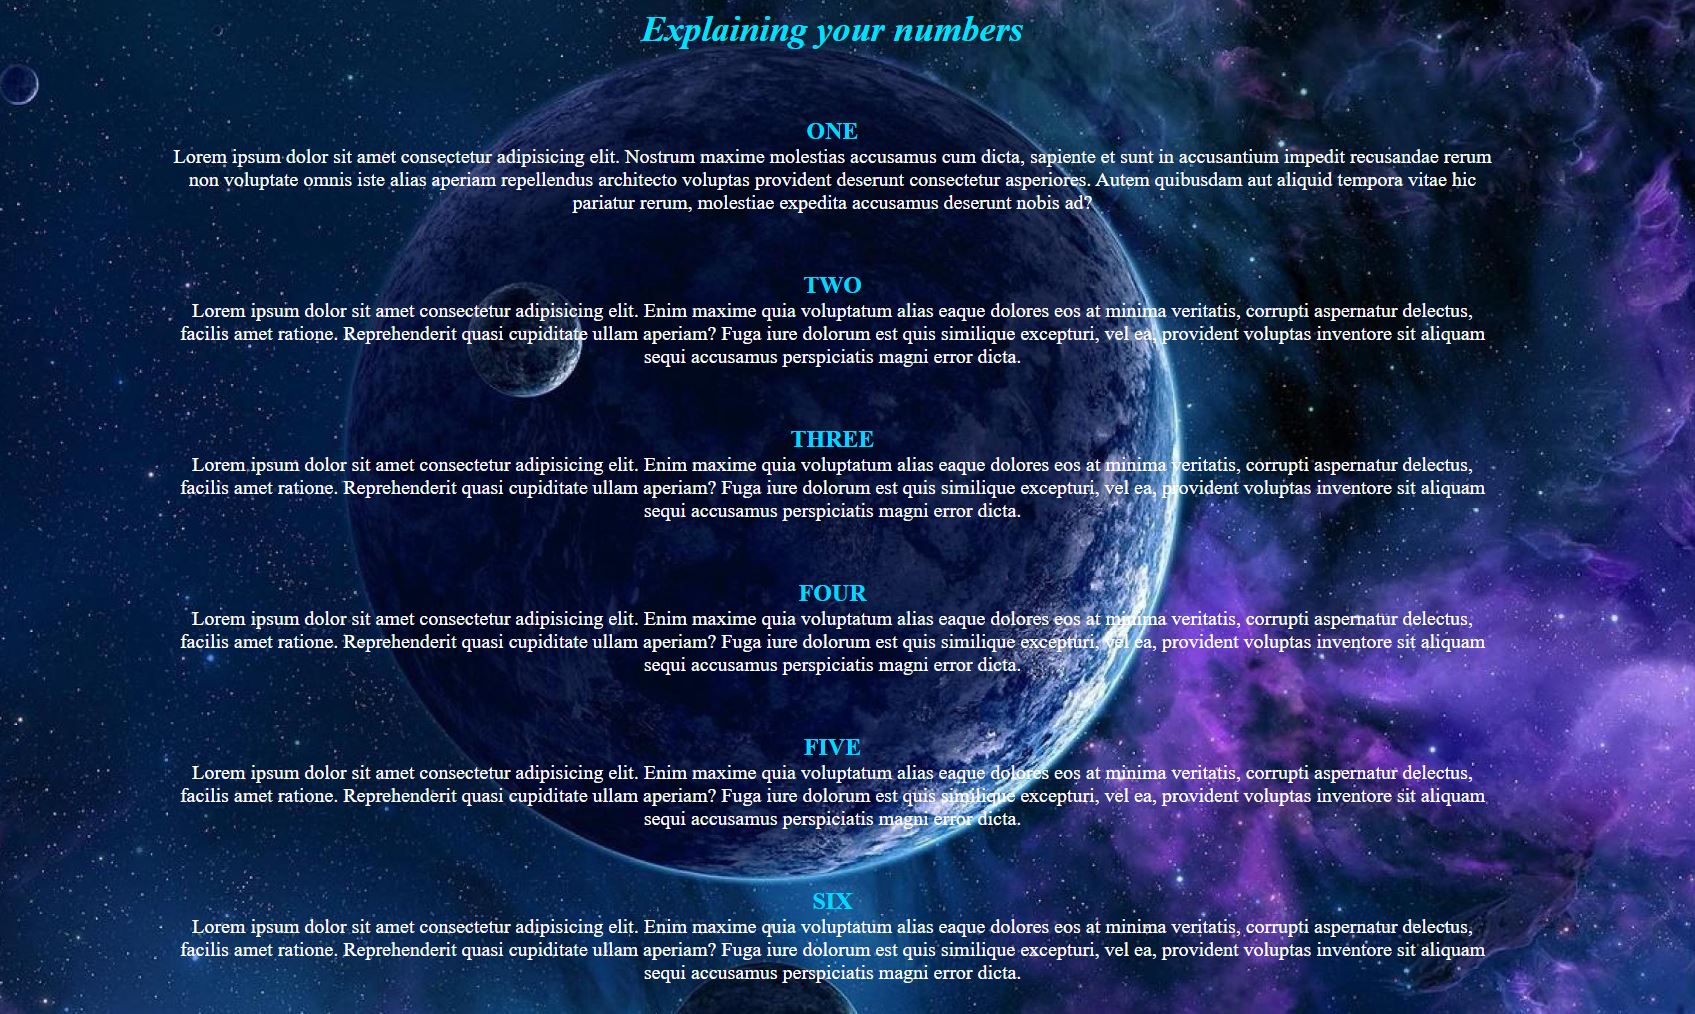 Explaining your numbers
ONE
Lorem ipsum dolor sit amet consectetur adipisicing elit. Nostrum maxime molestias accusamus cum dicta, sapiente et sunt in accusantium impedit recusandae rerum
non voluptate omnis iste alias aperiam repellendus architecto voluptas provident deserunt consectetur asperiores. Autem quibusdam aut aliquid tempora vitae hic
pariatur rerum, molestiae expedita accusamus deserunt nobis ad?
TWO
Lorem ipsum dolor sit amet consectetur adipisicing elit. Enim maxime quia voluptatum alias eaque dolores eos at minima veritatis, corrupti aspernatur delectus,
facilis amet ratione. Reprehenderit quasi cupiditate ullam aperiam? Fuga iure dolorum est quis similique excepturi, vel ea, provident voluptas inventore sit aliquam
sequi accusamus perspiciatis magni error dicta.
THREE
Lorem ipsum dolor sit amet consectetur adipisicing elit. Enim maxime quia voluptatum alias eaque dolores eos at minima veritatis, corrupti aspernatur delectus,
facilis amet ratione. Reprehenderit quasi cupiditate ullam aperiam? Fuga iure dolorum est quis similique excepturi, vel ea, provident voluptas inventore sit aliquam
sequi accusamus perspiciatis magni error dicta.
FOUR
Lorem ipsum dolor sit amet consectetur adipisicing elit. Enim maxime quia voluptatum alias eaque dolores eos at minima veritatis, corrupti aspernatur delectus,
facilis amet ratione. Reprehenderit quasi cupiditate ullam aperiam? Fuga iure dolorum est quis similique excepturi, vel ea, provident voluptas inventore sit aliquam
sequi accusamus perspiciatis magni error dicta.
FIVE
Lorem ipsum dolor sit amet consectetur adipisicing elit. Enim maxime quia voluptatum alias eaque dolores eos at minima veritatis, corrupti aspernatur delectus,
facilis amet ratione. Reprehenderit quasi cupiditate ullam aperiam? Fuga iure dolorum est quis similique excepturi, vel ea, provident voluptas inventore sit aliquam
sequi accusamus perspiciatis magni error dicta.
SIX
Lorem ipsum dolor sit amet consectetur adipisicing elit. Enim maxime quia voluptatum alias eaque dolores eos at minima veritatis, corrupti aspernatur delectus,
facilis amet ratione. Reprehenderit quasi cupiditate ullam aperiam? Fuga iure dolorum est quis similique excepturi, vel ea, provident voluptas inventore sit aliquam
sequi accusamus perspiciatis magni error dicta.